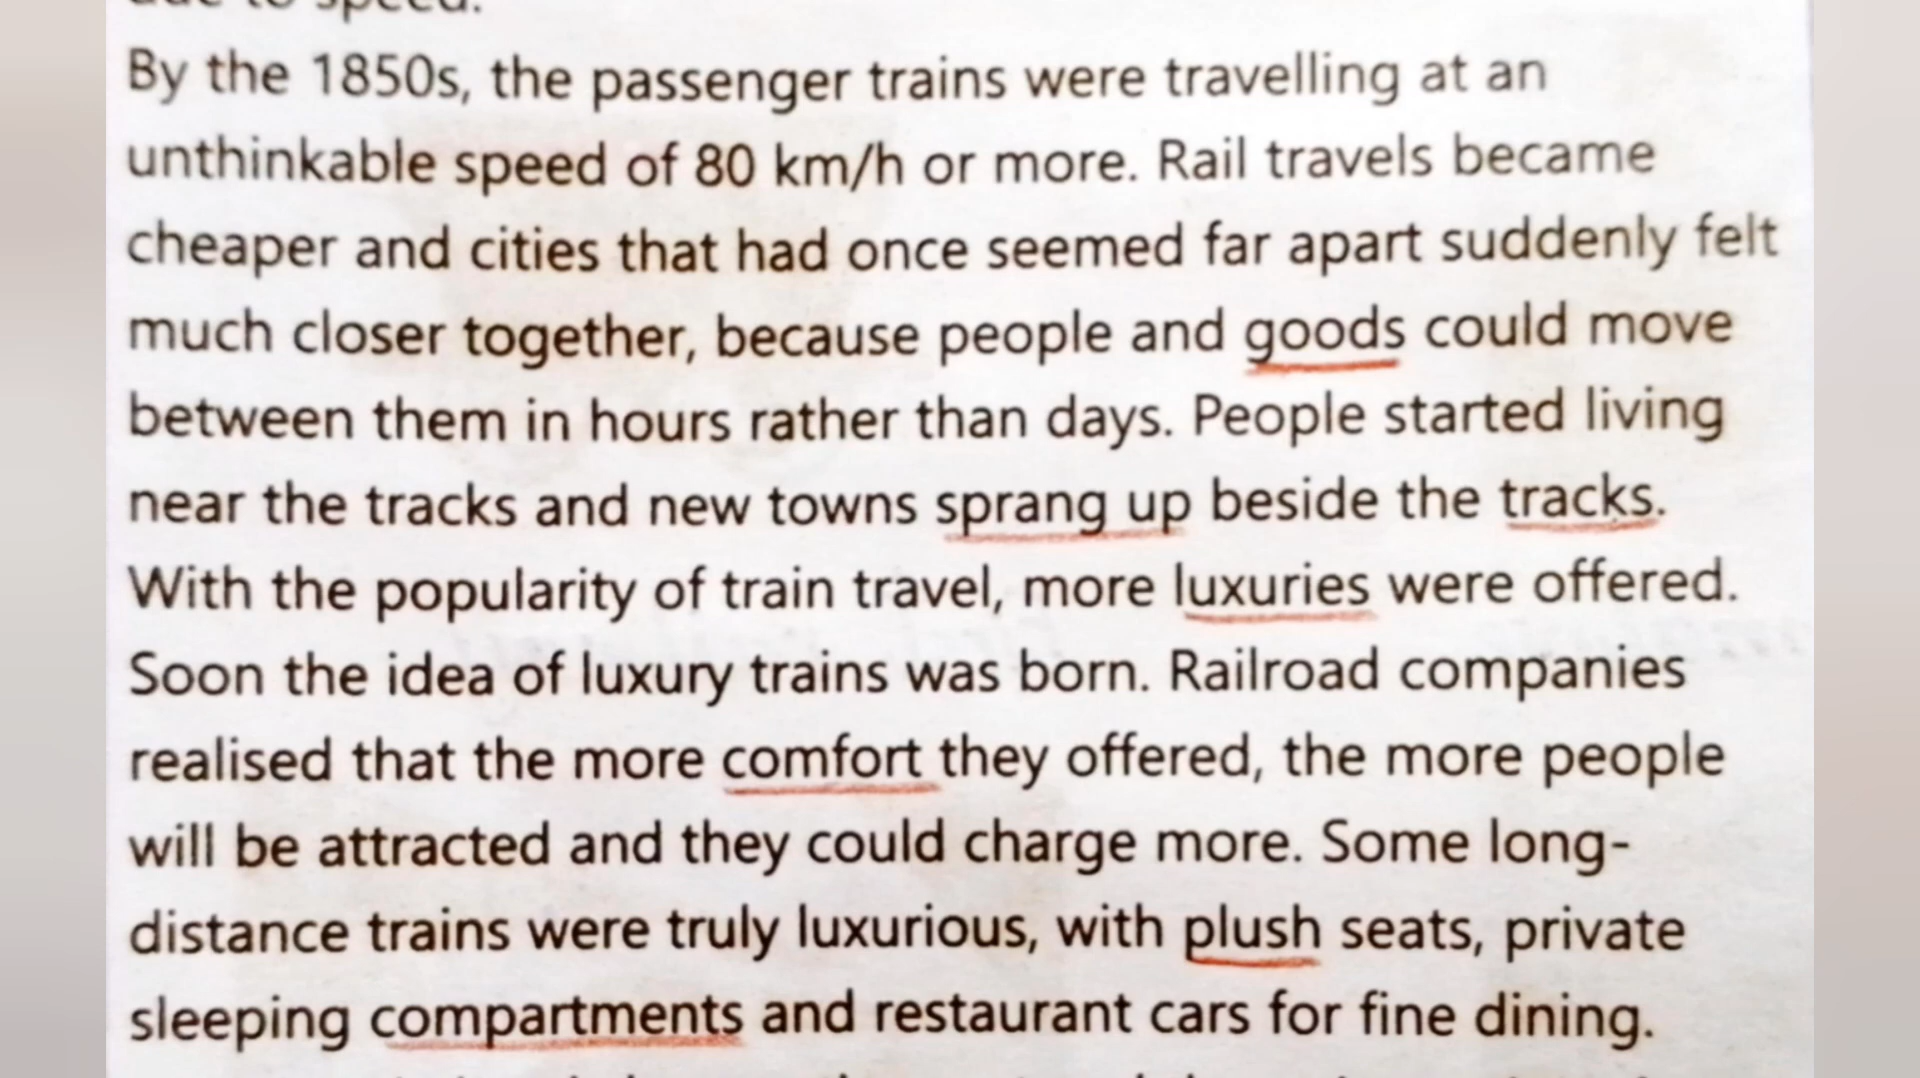 due to speed.
By the 1850s, the passenger trains were travelling at an
unthinkable speed of 80 km/h or more. Rail travels became
cheaper and cities that had once seemed far apart suddenly felt
much closer together, because people and goods could move
between them in hours rather than days. People started living
near the tracks and new towns sprang up beside the tracks.
With the popularity of train travel, more luxuries were offered.
Soon the idea of luxury trains was born. Railroad companies
realised that the more comfort they offered, the more people
will be attracted and they could charge more. Some long-
distance trains were truly luxurious, with plush seats, private
sleeping compartments and restaurant cars for fine dining.